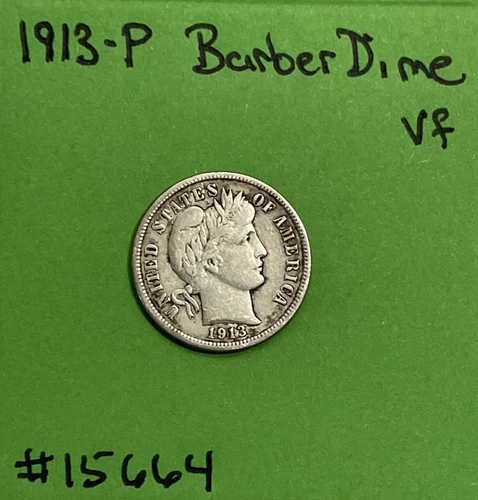 1913-P Barber Dime
Vf
UNITED STATES OF AMERICA
1913
#15664